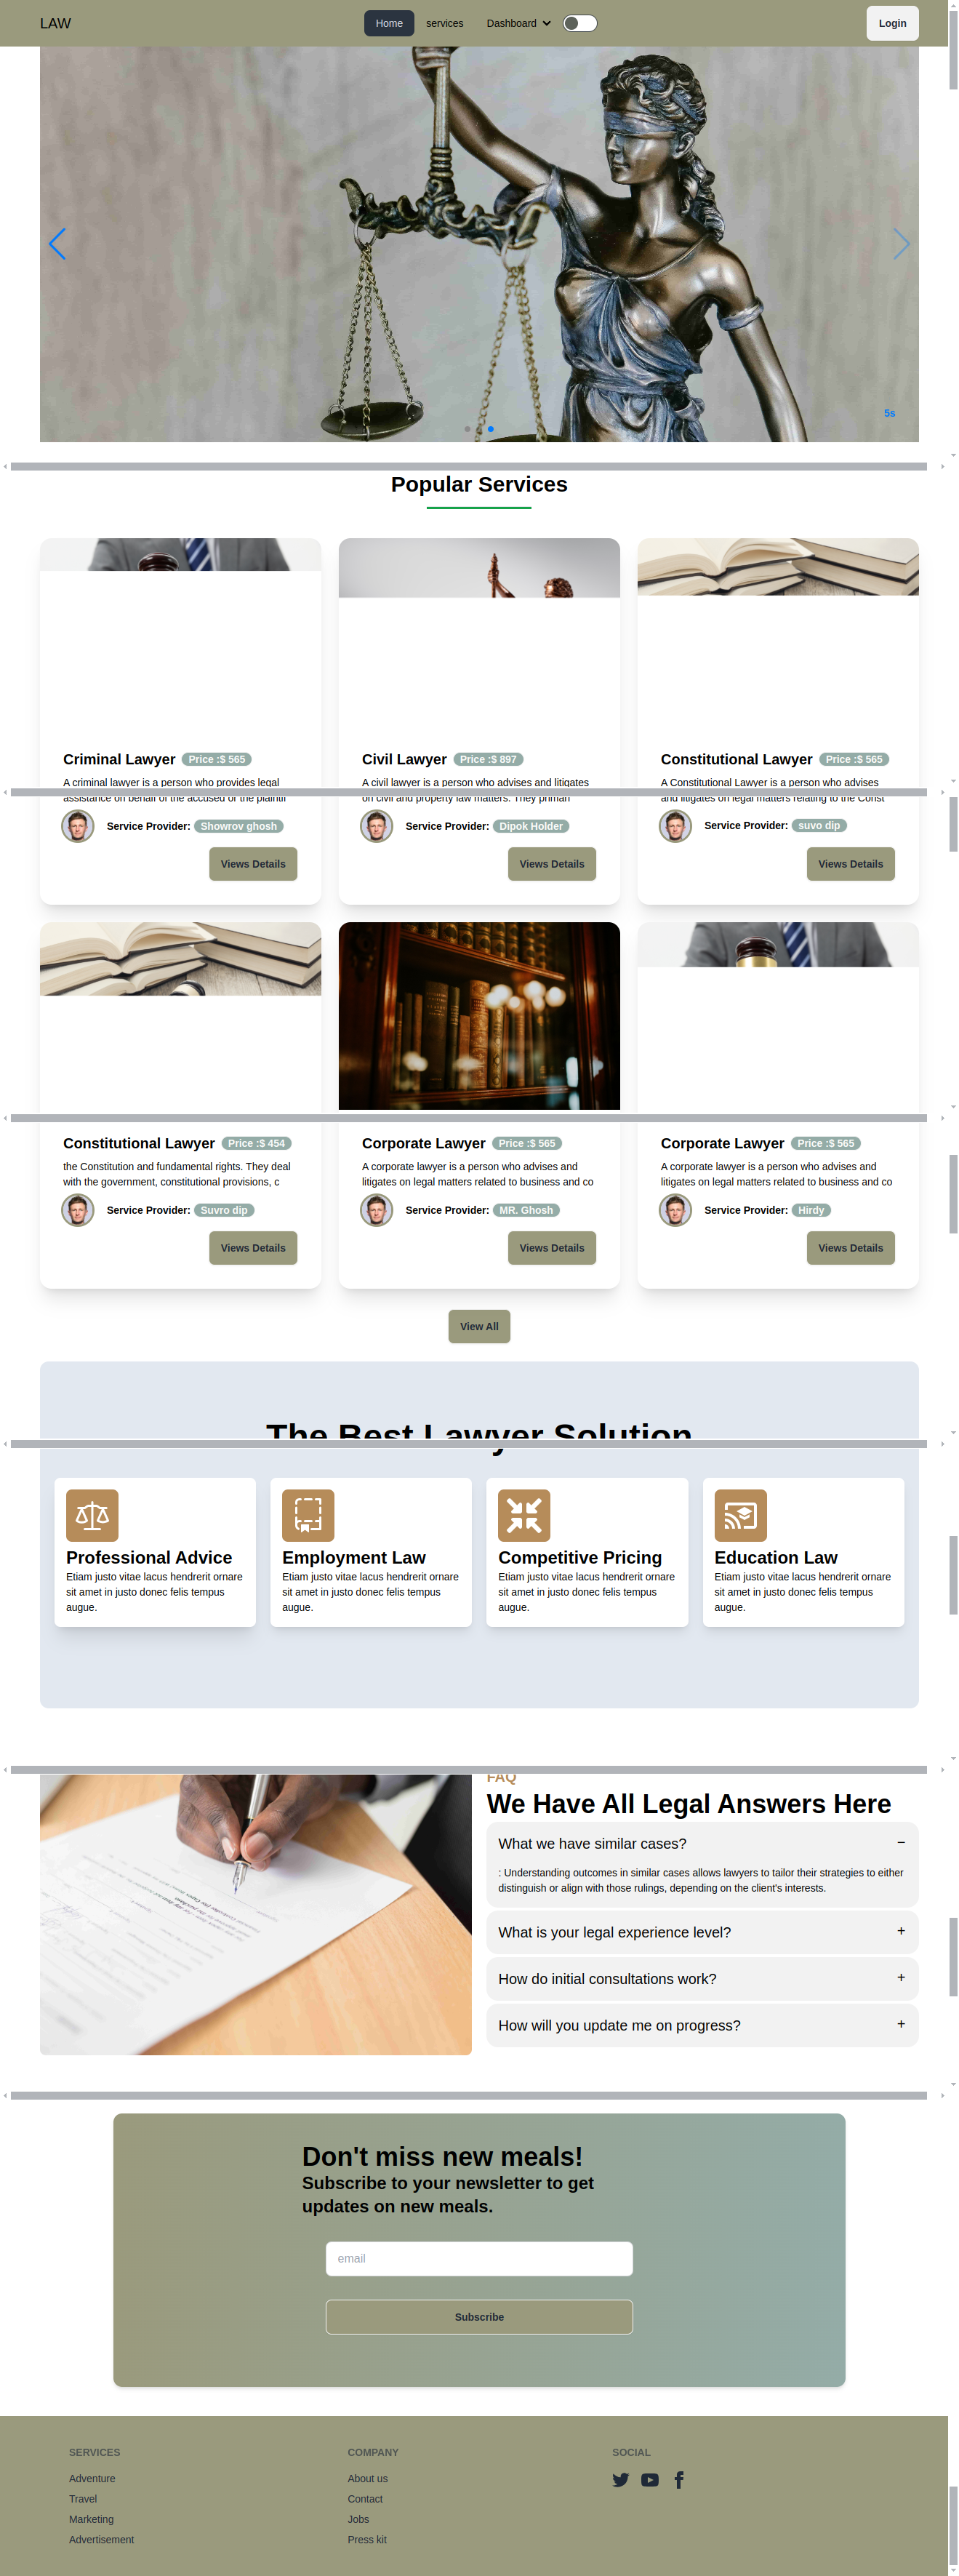 LAW
Home
services
Dashboard
Login
5s
Popular Services
Criminal Lawyer
Price :$ 565
A criminal lawyer is a person who provides legal
assistance on behalf of the accused or the plaintif
Service Provider:
Showrov ghosh
Views Details
Civil Lawyer
Price :$ 897
A civil lawyer is a person who advises and litigates
on civil and property law matters. They primari
Service Provider:
Dipok Holder
Views Details
Constitutional Lawyer
Price :$ 565
A Constitutional Lawyer is a person who advises
and litigates on legal matters relating to the Const
Service Provider:
suvo dip
Views Details
Constitutional Lawyer
Price :$ 454
the Constitution and fundamental rights. They deal
with the government, constitutional provisions, c
Service Provider:
Suvro dip
Views Details
Corporate Lawyer
Price :$ 565
A corporate lawyer is a person who advises and
litigates on legal matters related to business and co
Service Provider:
MR. Ghosh
Views Details
Corporate Lawyer
Price :$ 565
A corporate lawyer is a person who advises and
litigates on legal matters related to business and co
Service Provider:
Hirdy
Views Details
View All
The Best Lawyer Solution
Professional Advice
Etiam justo vitae lacus hendrerit ornare
sit amet in justo donec felis tempus
augue.
Employment Law
Etiam justo vitae lacus hendrerit ornare
sit amet in justo donec felis tempus
augue.
Competitive Pricing
Etiam justo vitae lacus hendrerit ornare
sit amet in justo donec felis tempus
augue.
Education Law
Etiam justo vitae lacus hendrerit ornare
sit amet in justo donec felis tempus
augue.
FAQ
We Have All Legal Answers Here
What we have similar cases?
−
: Understanding outcomes in similar cases allows lawyers to tailor their strategies to either
distinguish or align with those rulings, depending on the client's interests.
What is your legal experience level?
+
How do initial consultations work?
+
How will you update me on progress?
+
Don't miss new meals!
Subscribe to your newsletter to get
updates on new meals.
email
Subscribe
SERVICES
Adventure
Travel
Marketing
Advertisement
COMPANY
About us
Contact
Jobs
Press kit
SOCIAL